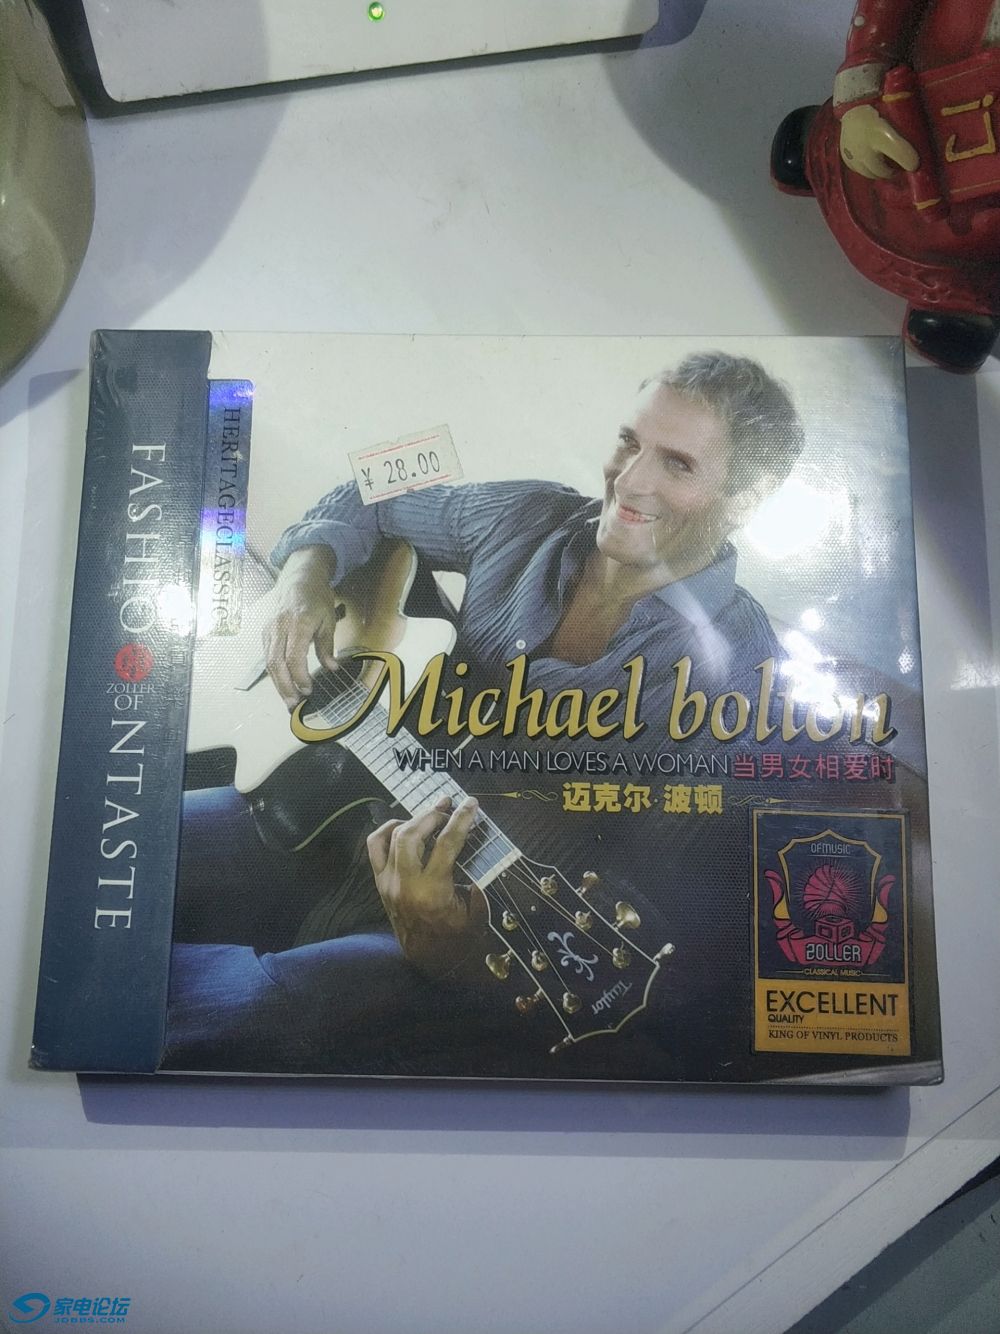 HERITAGECLASSIC
¥ 28.00
FASHIO
ZOLLER
OF
NTASTE
Michael bolton
WHEN A MAN LOVES A WOMAN 当男女相爱时
迈克尔·波顿
OFMUSIC
ZOLLER
CLASSICAL MUSIC
EXCELLENT
QUALITY
KING OF VINYL PRODUCTS
Taylor
家电论坛
JDBBS.COM